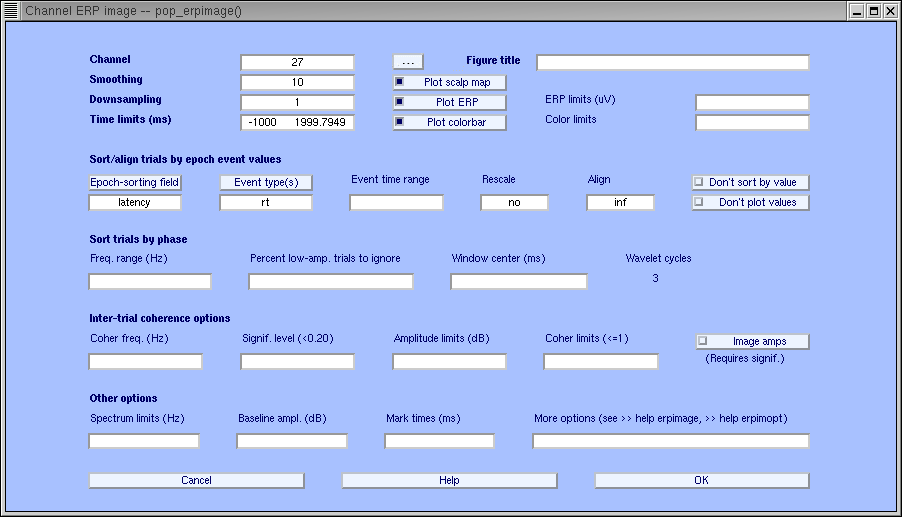 Channel ERP image -- pop_erpimage()
Channel 27 ... Figure title
Smoothing 10 Plot scalp map
Downsampling 1 Plot ERP ERP limits (uV)
Time limits (ms) -1000 1999.7949 Plot colorbar Color limits
Sort/align trials by epoch event values
Epoch-sorting field Event type(s) Event time range Rescale Align Don't sort by value
latency rt no inf Don't plot values
Sort trials by phase
Freq. range (Hz) Percent low-amp. trials to ignore Window center (ms) Wavelet cycles
3
Inter-trial coherence options
Coher freq. (Hz) Signif. level (<0.20) Amplitude limits (dB) Coher limits (<=1) Image amps
(Requires signif.)
Other options
Spectrum limits (Hz) Baseline ampl. (dB) Mark times (ms) More options (see >> help erpimage, >> help erpimopt)
Cancel Help OK